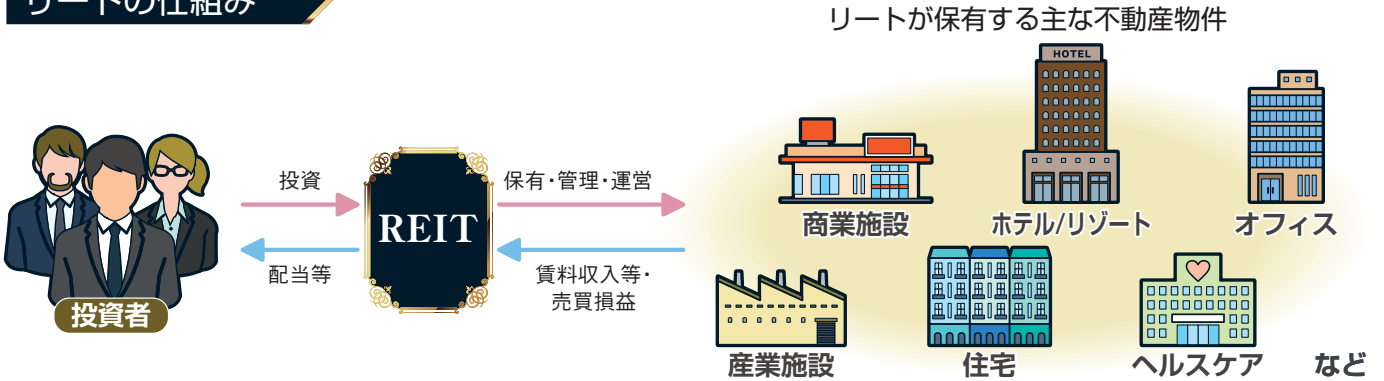 リートの仕組み
リートが保有する主な不動産物件
HOTEL
投資
保有・管理・運営
REIT
商業施設
ホテル/リゾート
オフィス
配当等
賃料収入等・
売買損益
投資者
産業施設
住宅
ヘルスケア
など